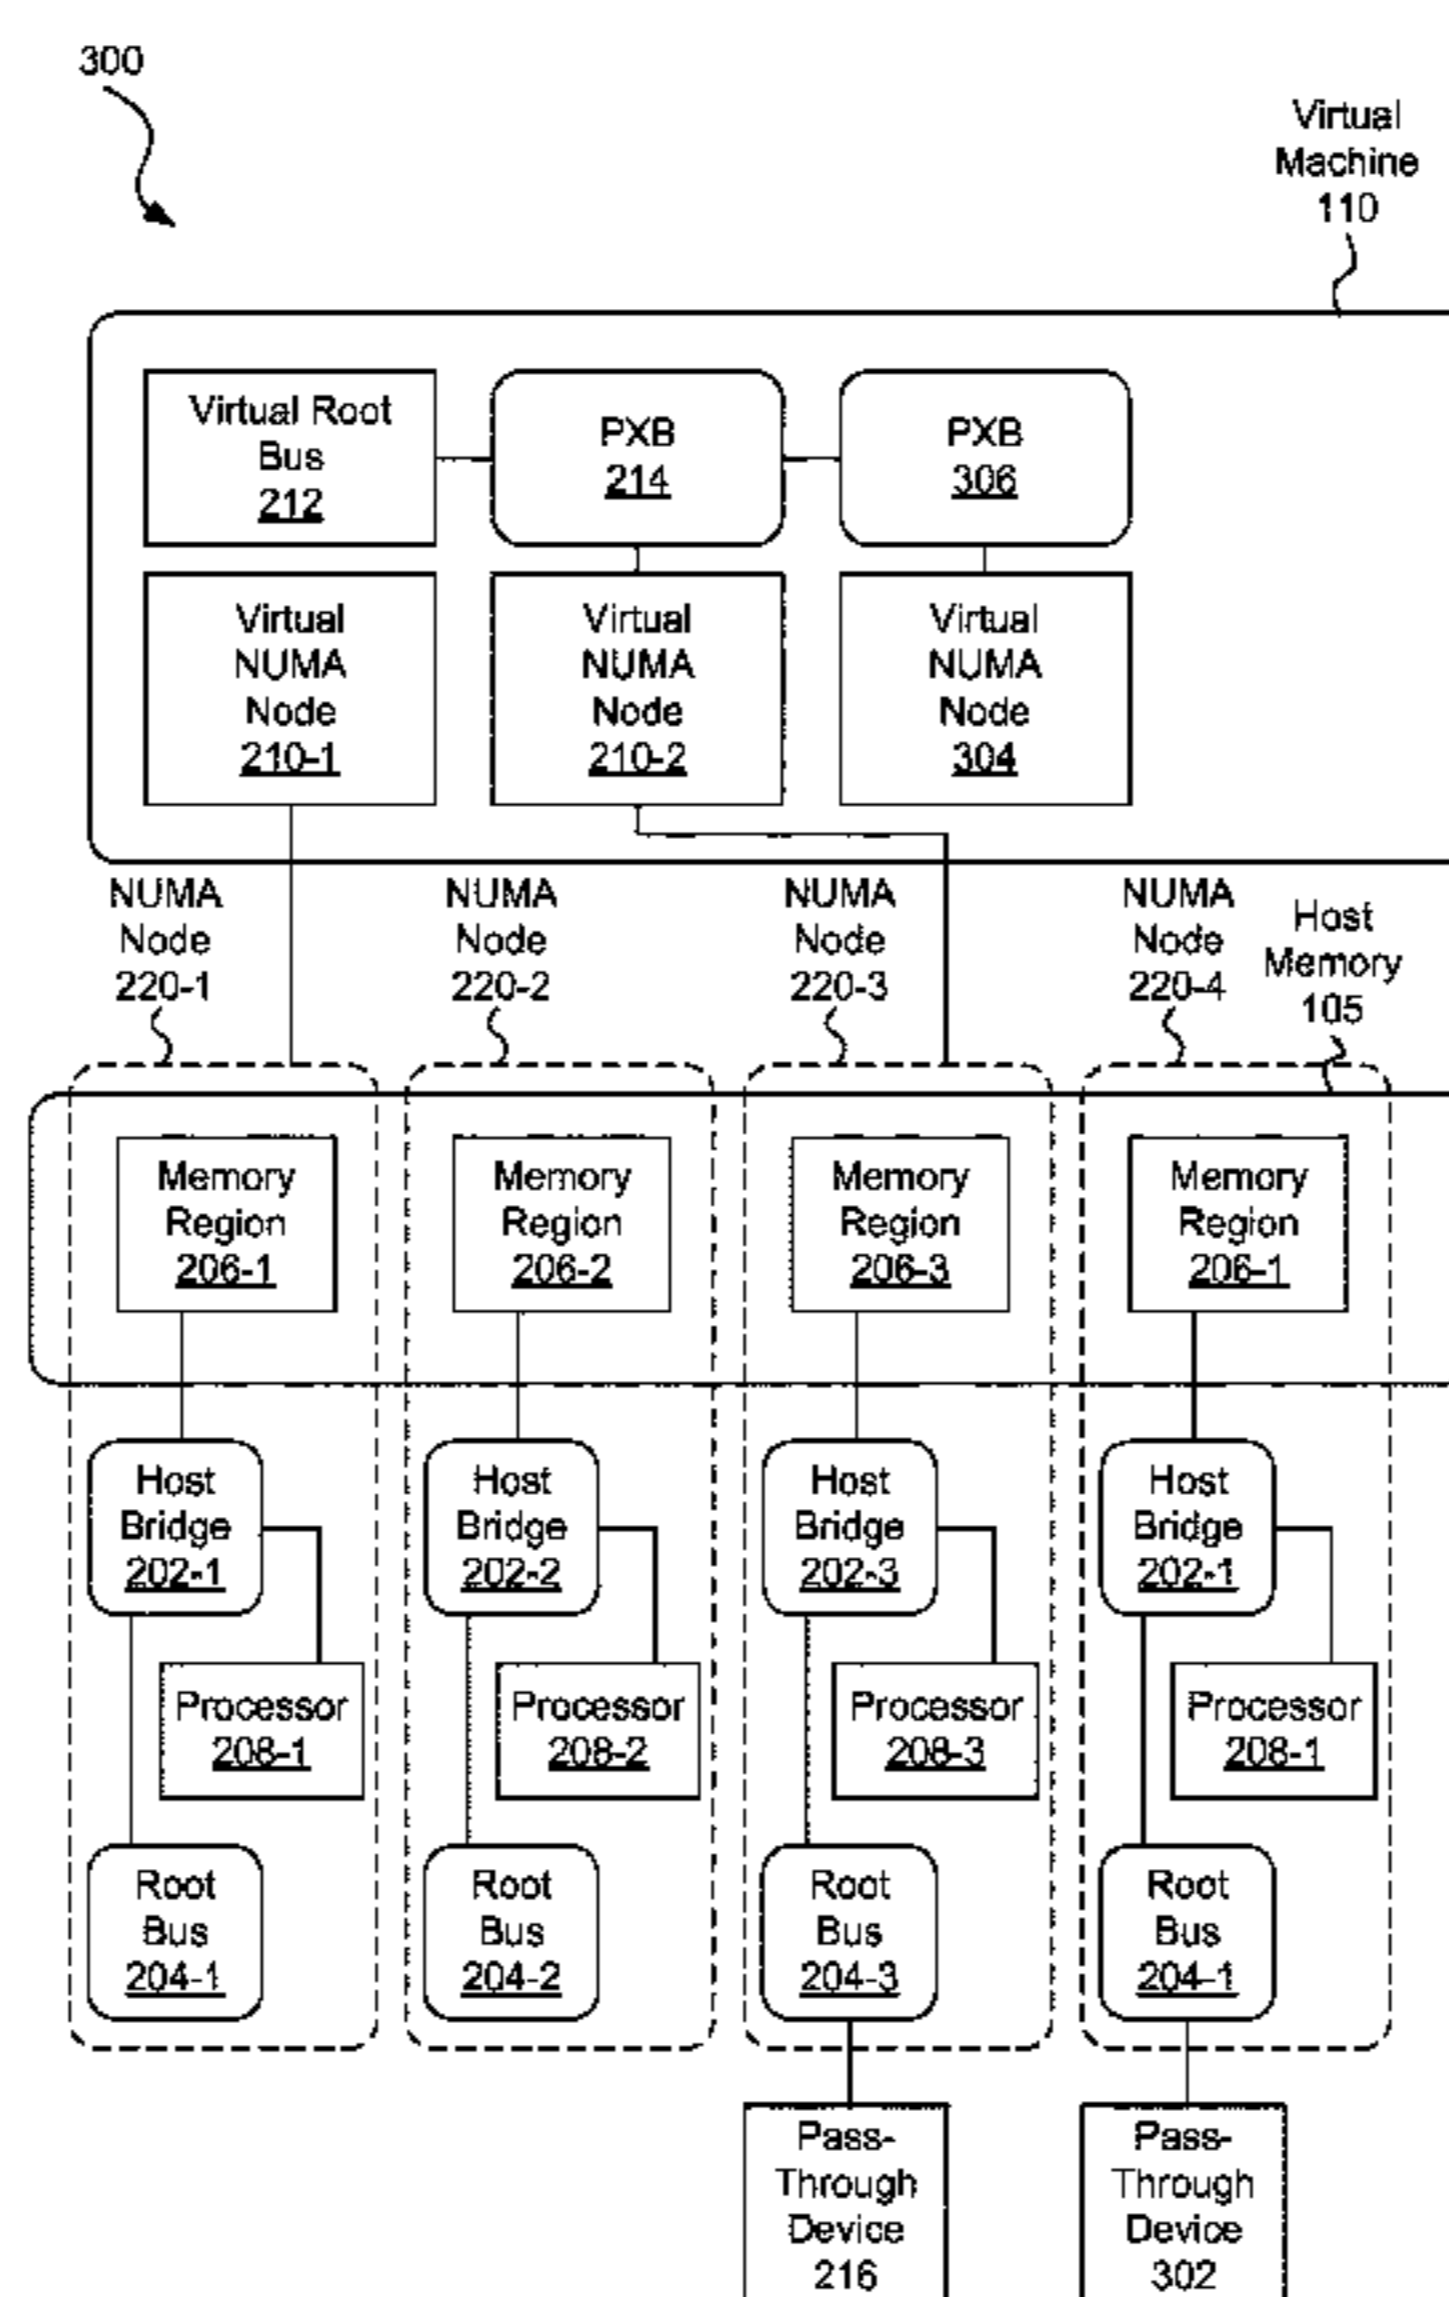 300
Virtual
Machine
110
Virtual Root
Bus
212
PXB
214
PXB
306
Virtual
NUMA
Node
210-1
Virtual
NUMA
Node
210-2
Virtual
NUMA
Node
304
NUMA
Node
220-1
NUMA
Node
220-2
NUMA
Node
220-3
NUMA
Node
220-4
Host
Memory
105
Memory
Region
206-1
Memory
Region
206-2
Memory
Region
206-3
Memory
Region
206-1
Host
Bridge
202-1
Host
Bridge
202-2
Host
Bridge
202-3
Host
Bridge
202-1
Processor
208-1
Processor
208-2
Processor
208-3
Processor
208-1
Root
Bus
204-1
Root
Bus
204-2
Root
Bus
204-3
Root
Bus
204-1
Pass-
Through
Device
216
Pass-
Through
Device
302